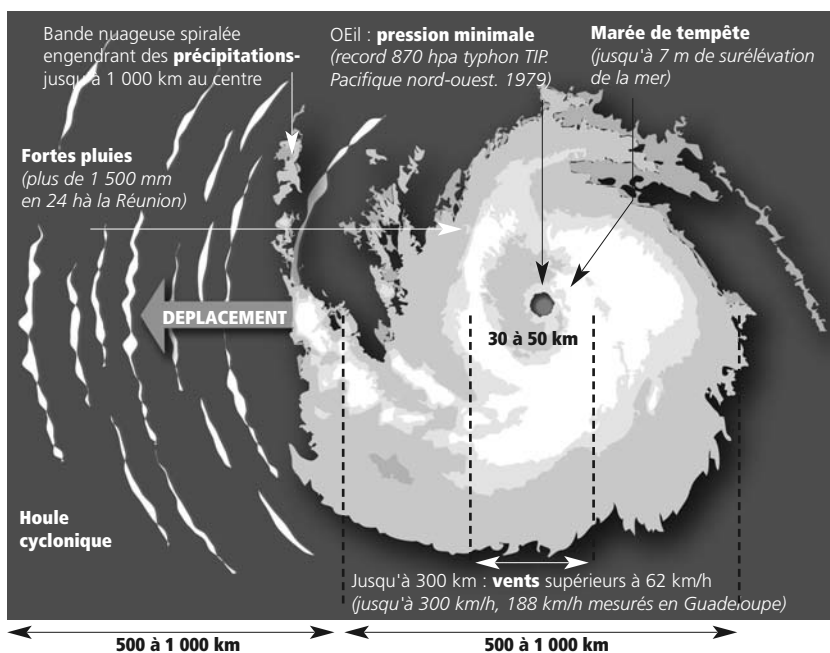 Bande nuageuse spiralée
engendrant des précipitations-
jusqu'à 1 000 km au centre
OEil : pression minimale
(record 870 hpa typhon TIP.
Pacifique nord-ouest. 1979)
Marée de tempête
(jusqu'à 7 m de surélévation
de la mer)
Fortes pluies
(plus de 1 500 mm
en 24 hà la Réunion)
DEPLACEMENT
30 à 50 km
Houle
cyclonique
Jusqu'à 300 km : vents supérieurs à 62 km/h
(jusqu'à 300 km/h, 188 km/h mesurés en Guadeloupe)
500 à 1 000 km
500 à 1 000 km